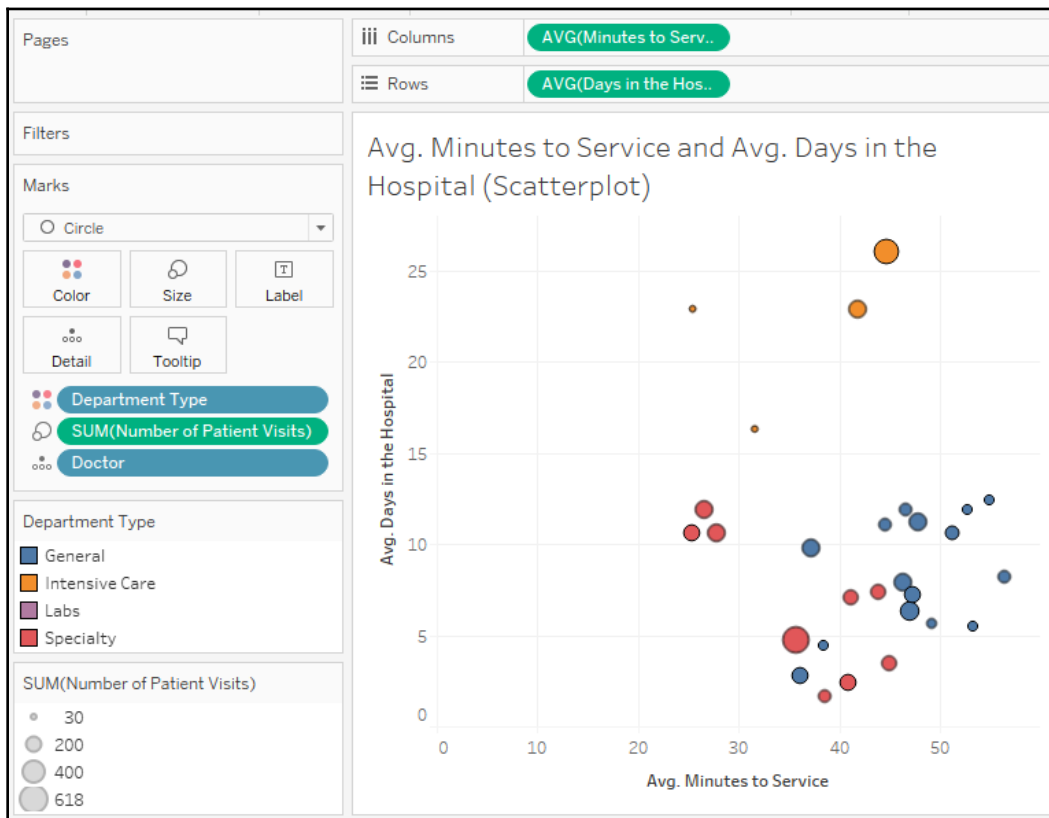 Pages
Columns
AVG(Minutes to Serv..
Rows
AVG(Days in the Hos..
Filters
Marks
Circle
Color
Size
T
Label
Detail
Tooltip
Department Type
SUM(Number of Patient Visits)
Doctor
Department Type
General
Intensive Care
Labs
Specialty
SUM(Number of Patient Visits)
30
200
400
618
Avg. Minutes to Service and Avg. Days in the
Hospital (Scatterplot)
Avg. Days in the Hospital
25
20
15
10
5
0
0 10 20 30 40 50
Avg. Minutes to Service